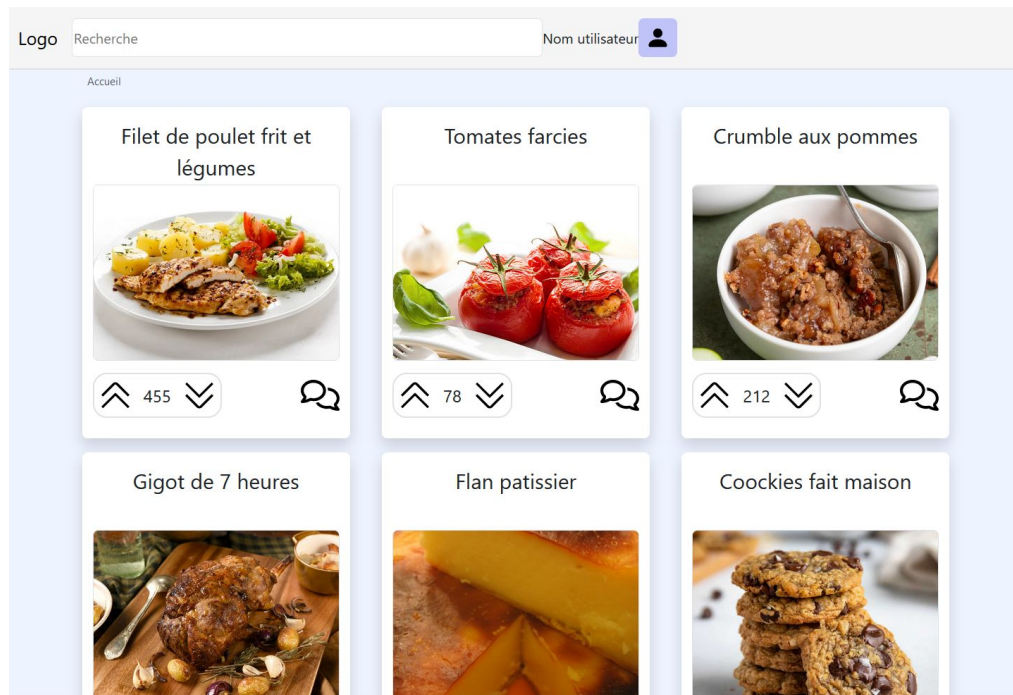 Logo
Recherche
Nom utilisateur
Accueil
Filet de poulet frit et
légumes
Tomates farcies
Crumble aux pommes
455
78
212
Gigot de 7 heures
Flan patissier
Coockies fait maison